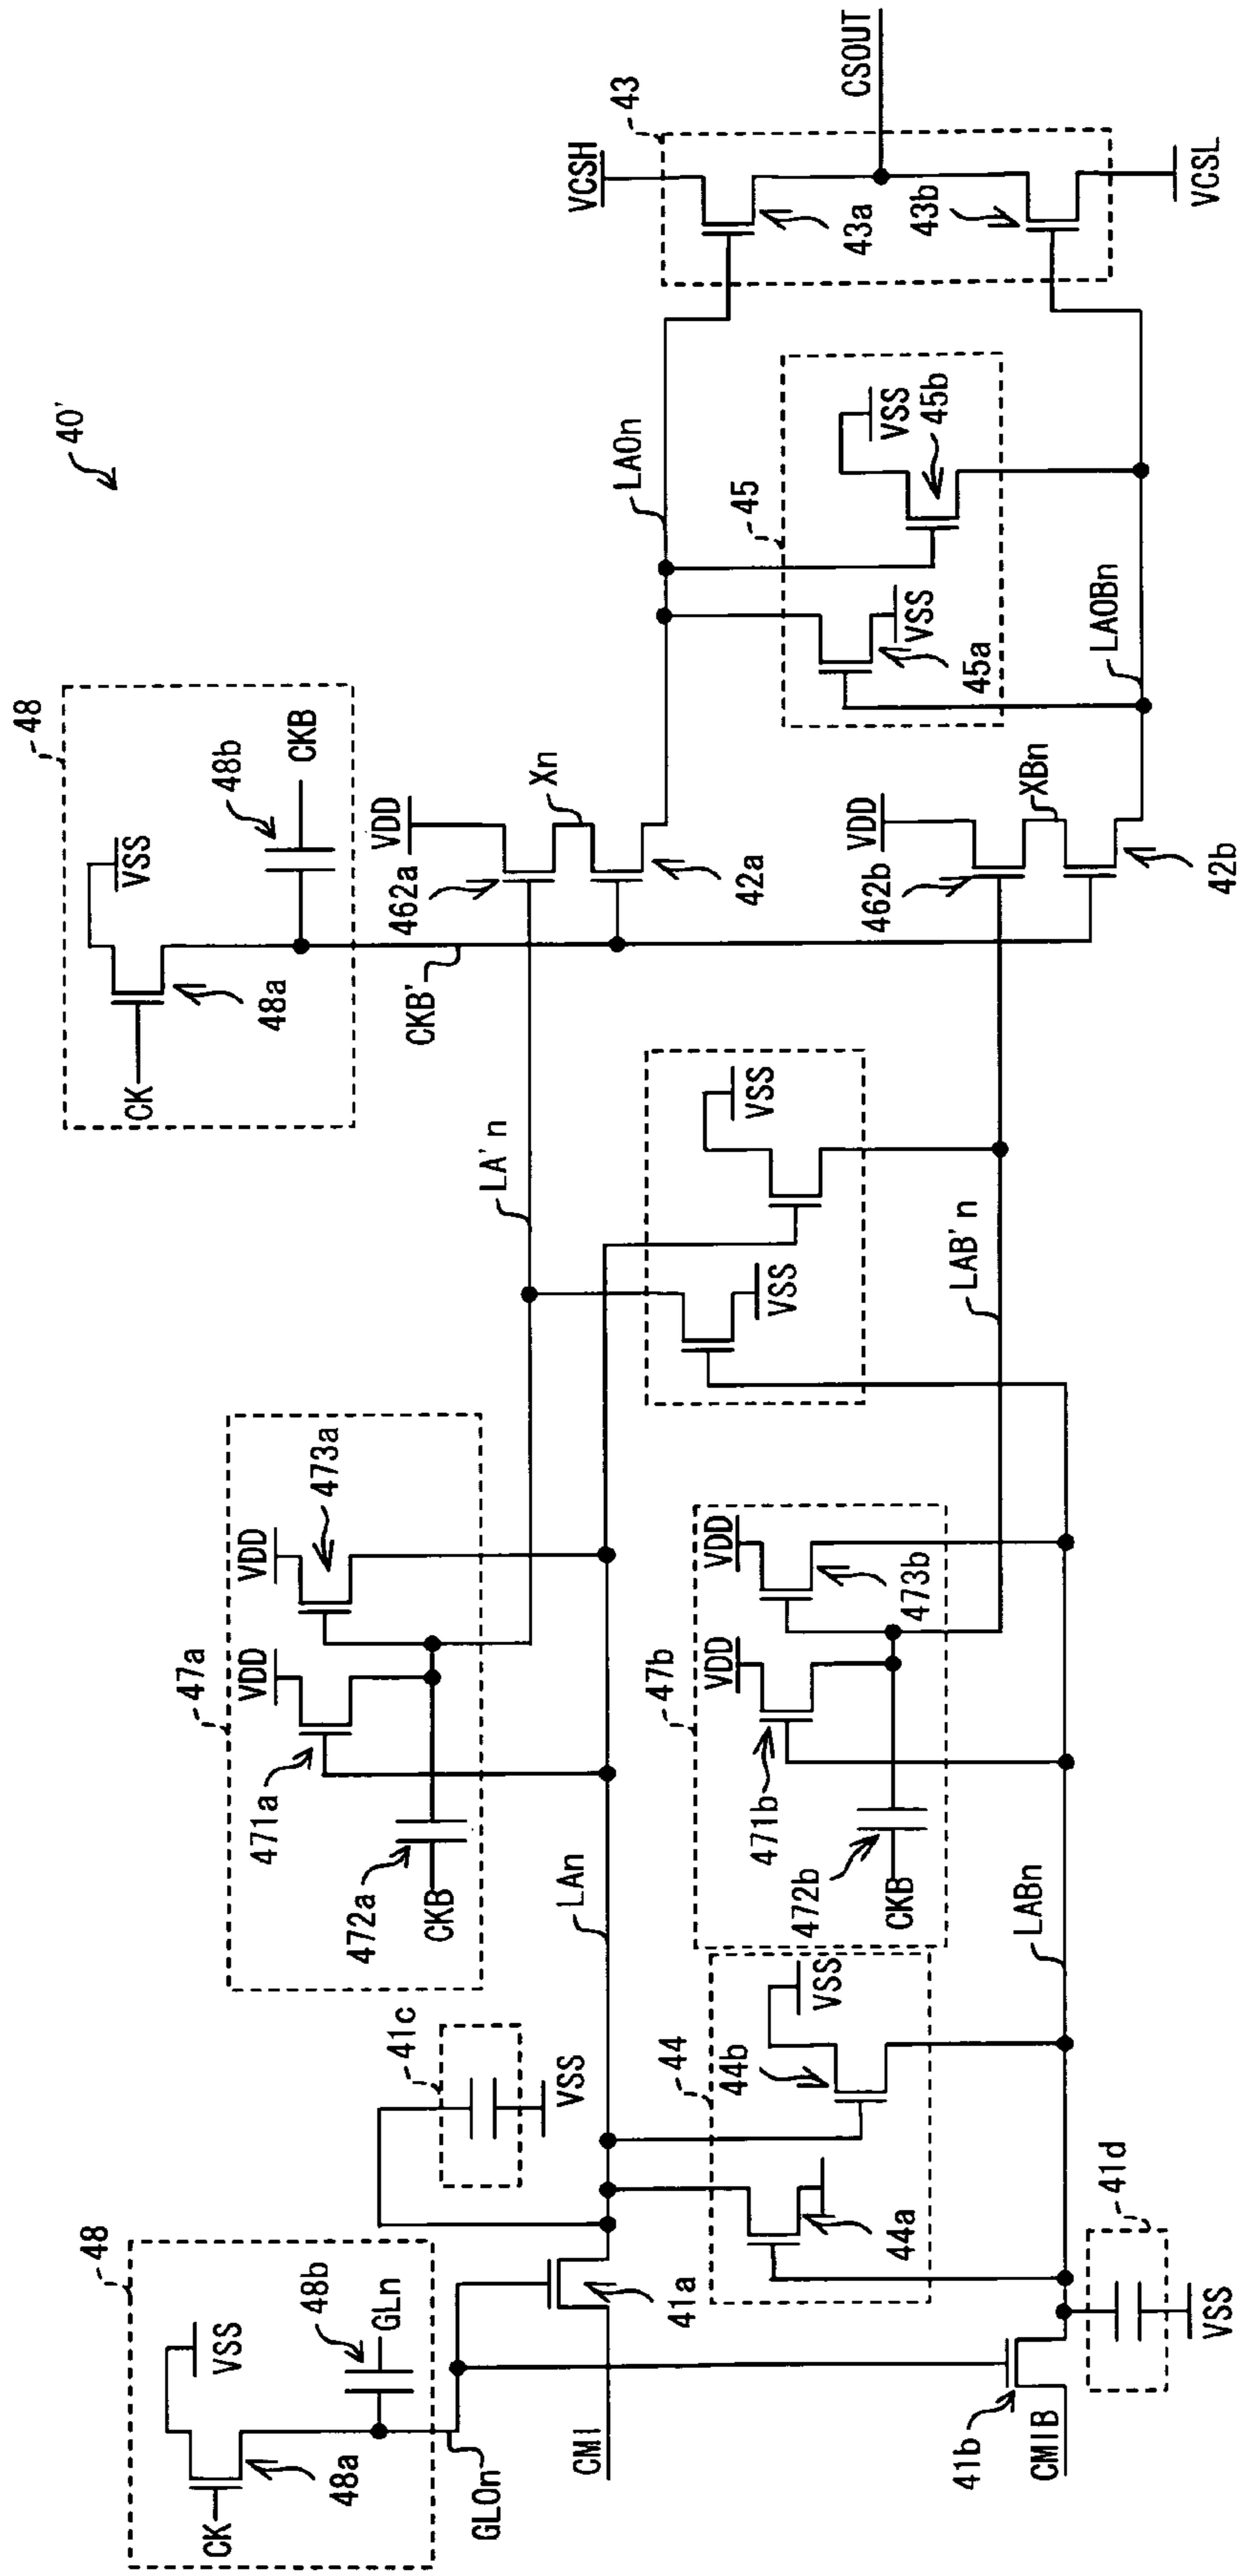 40'
48
VSS
48b
CKB
CK
48a
CKB'
VDD
462a
Xn
42a
LAOn
VCSH
43
CSOUT
43a
43b
VCSL
45
VSS
45b
VSS
45a
LAOBn
VDD
462b
XBn
42b
LA'n
VSS
VSS
LAB'n
47a
VDD
473a
VDD
471a
472a
CKB
47b
VDD
473b
VDD
471b
472b
CKB
LAn
LABn
41c
VSS
44
44b
VSS
44a
41d
VSS
48
VSS
48b
GLn
CK
48a
GLOn
41a
CMI
41b
CMIB